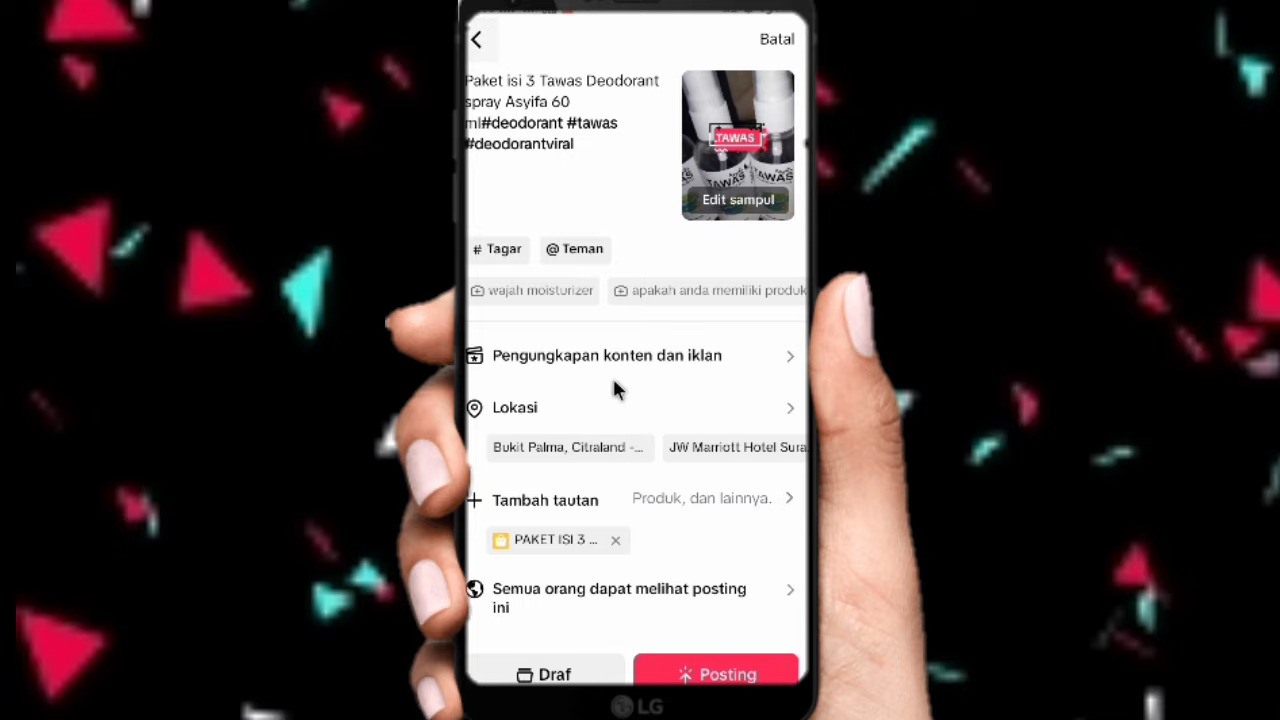 Batal
Paket isi 3 Tawas Deodorant
spray Asyifa 60
ml#deodorant #tawas
#deodorantviral
TAWAS
TAWAS
TAWAS
Edit sampul
# Tagar
@ Teman
wajah moisturizer
apakah anda memiliki produk
Pengungkapan konten dan iklan
Lokasi
Bukit Palma, Citraland -...
JW Marriott Hotel Sura
Tambah tautan
Produk, dan lainnya.
PAKET ISI 3 ...
Semua orang dapat melihat posting
ini
Draf
Posting
LG